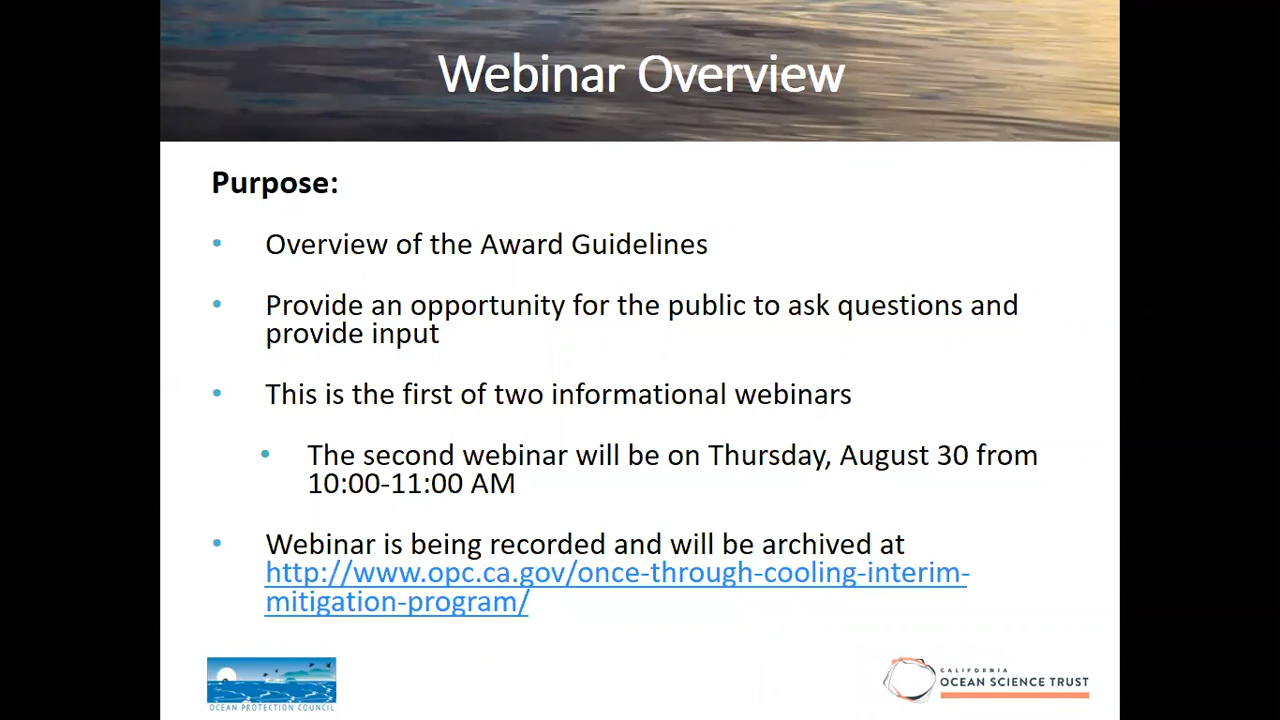 Webinar Overview
Purpose:
• Overview of the Award Guidelines
• Provide an opportunity for the public to ask questions and
provide input
• This is the first of two informational webinars
• The second webinar will be on Thursday, August 30 from
10:00-11:00 AM
• Webinar is being recorded and will be archived at
http://www.opc.ca.gov/once-through-cooling-interim-
mitigation-program/
OCEAN PROTECTION COUNCIL
CALIFORNIA
OCEAN SCIENCE TRUST